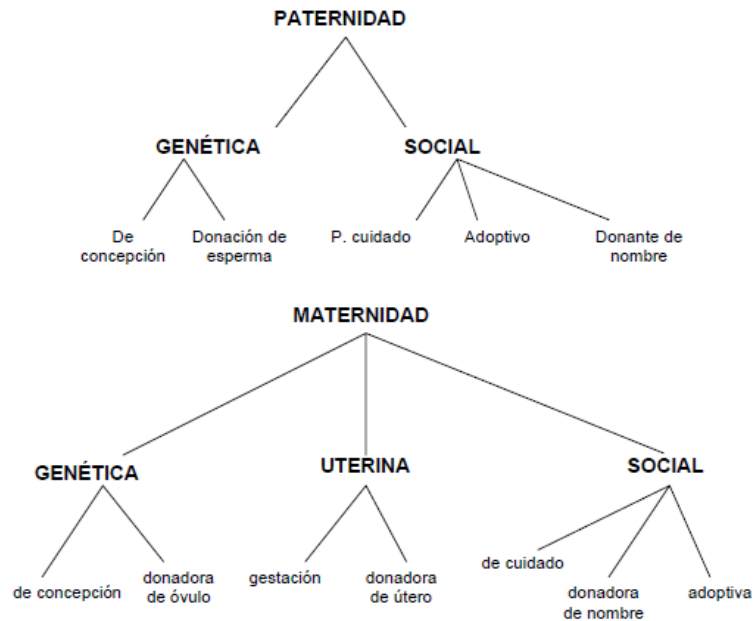 PATERNIDAD
GENÉTICA
SOCIAL
De
concepción
Donación de
esperma
P. cuidado
Adoptivo
Donante de
nombre
MATERNIDAD
GENÉTICA
UTERINA
SOCIAL
de concepción
donadora
de óvulo
gestación
donadora
de útero
de cuidado
donadora
de nombre
adoptiva